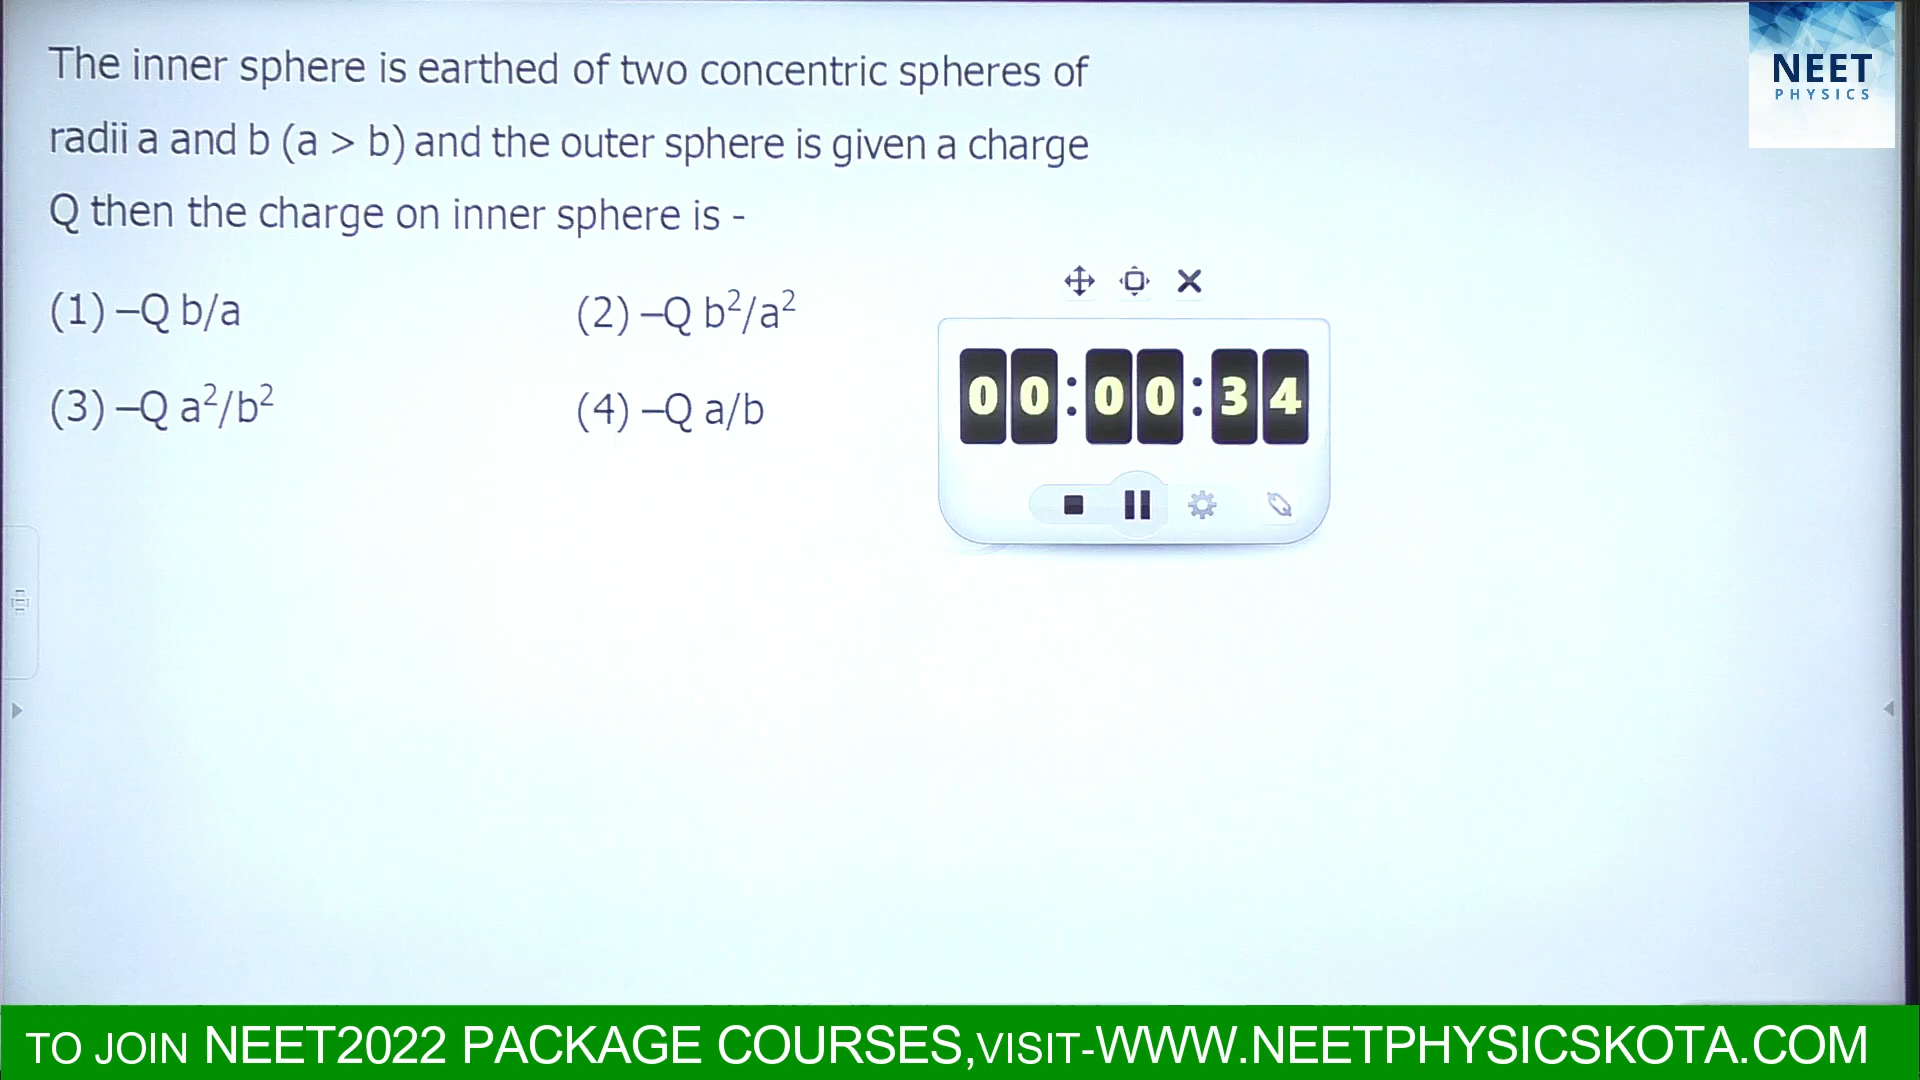 The inner sphere is earthed of two concentric spheres of
radii a and b (a > b) and the outer sphere is given a charge
Q then the charge on inner sphere is -
(1) –Q b/a
(2) –Q b²/a²
(3) –Q a²/b²
(4) –Q a/b
00:00:34
NEET
PHYSICS
TO JOIN NEET2022 PACKAGE COURSES,VISIT-WWW.NEETPHYSICSKOTA.COM